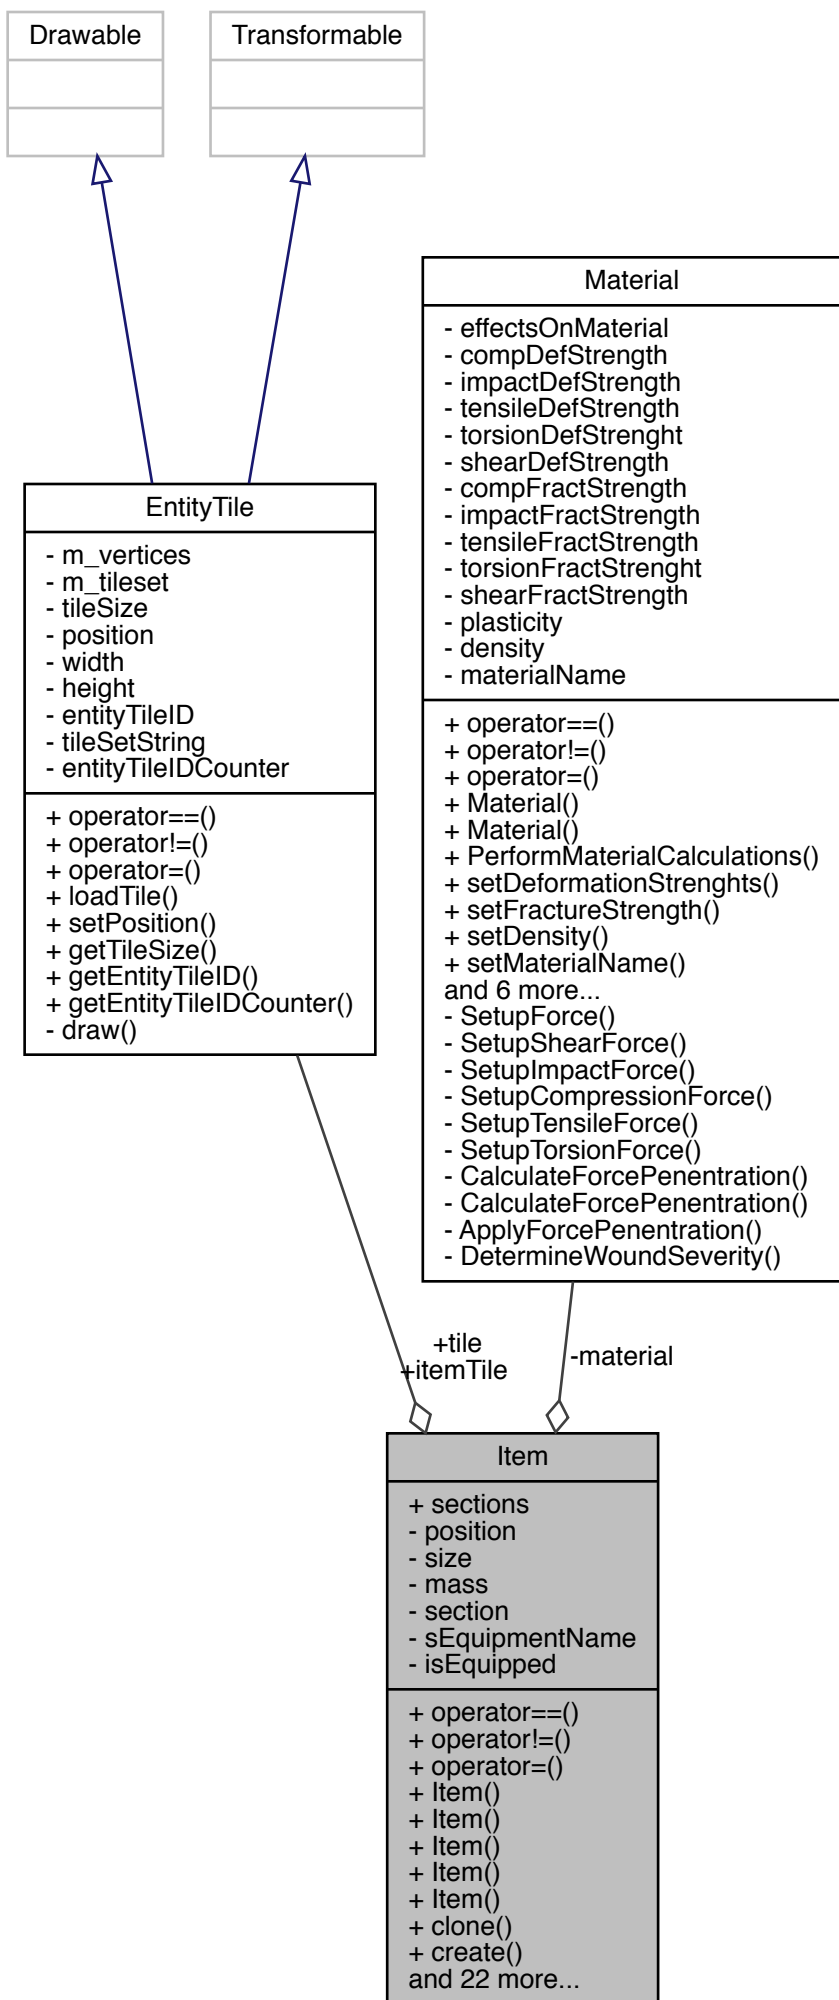 Drawable
Transformable
Material
- effectsOnMaterial
- compDefStrength
- impactDefStrength
- tensileDefStrength
- torsionDefStrenght
- shearDefStrength
- compFractStrength
- impactFractStrength
- tensileFractStrength
- torsionFractStrenght
- shearFractStrength
- plasticity
- density
- materialName
+ operator==()
+ operator!=()
+ operator=()
+ Material()
+ Material()
+ PerformMaterialCalculations()
+ setDeformationStrenghts()
+ setFractureStrength()
+ setDensity()
+ setMaterialName()
and 6 more...
- SetupForce()
- SetupShearForce()
- SetupImpactForce()
- SetupCompressionForce()
- SetupTensileForce()
- SetupTorsionForce()
- CalculateForcePenentration()
- CalculateForcePenentration()
- ApplyForcePenentration()
- DetermineWoundSeverity()
EntityTile
- m_vertices
- m_tileset
- tileSize
- position
- width
- height
- entityTileID
- tileSetString
- entityTileIDCounter
+ operator==()
+ operator!=()
+ operator=()
+ loadTile()
+ setPosition()
+ getTileSize()
+ getEntityTileID()
+ getEntityTileIDCounter()
- draw()
+tile
+itemTile
-material
Item
+ sections
- position
- size
- mass
- section
- sEquipmentName
- isEquipped
+ operator==()
+ operator!=()
+ operator=()
+ Item()
+ Item()
+ Item()
+ Item()
+ Item()
+ clone()
+ create()
and 22 more...